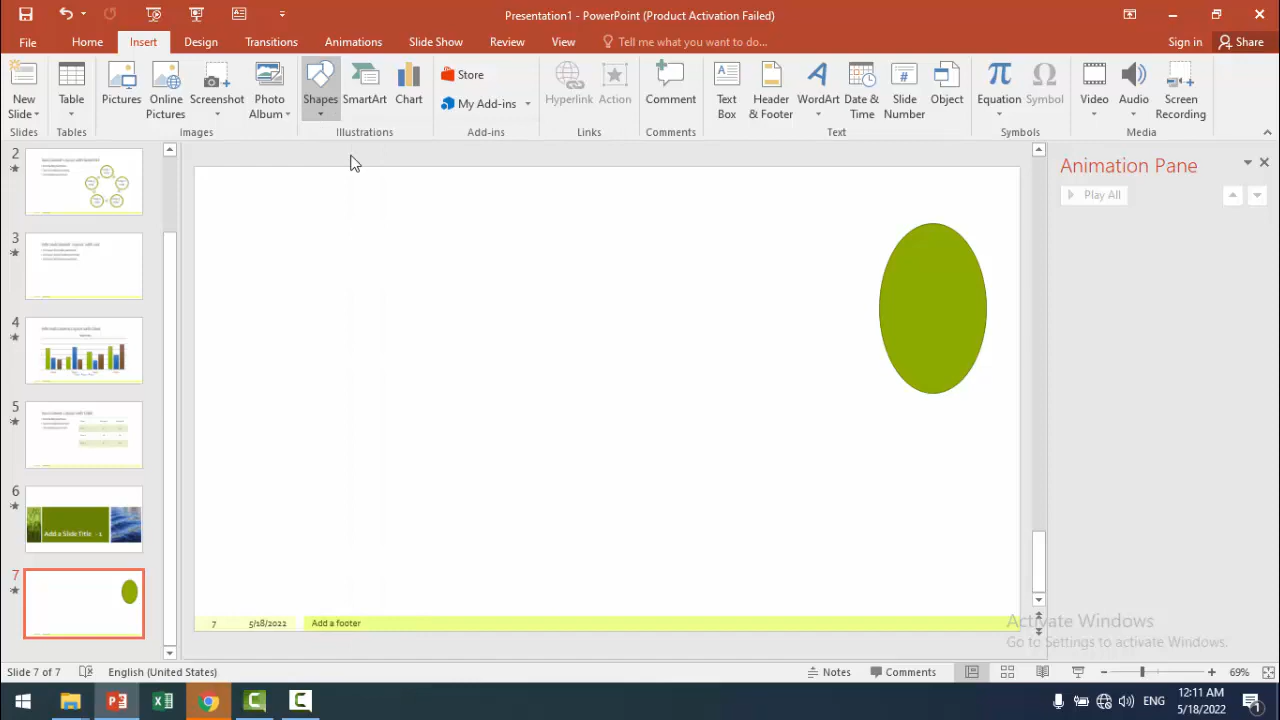 Presentation1 - PowerPoint (Product Activation Failed)
File Home Insert Design Transitions Animations Slide Show Review View Tell me what you want to do... Sign in Share
New Slide
Table
Pictures
Online Pictures
Screenshot
Photo Album
Shapes
SmartArt
Chart
Store
My Add-ins
Hyperlink
Action
Comment
Text Box
Header & Footer
WordArt
Date & Time
Slide Number
Object
Equation
Symbol
Video
Audio
Screen Recording
Slides Tables Images Illustrations Add-ins Links Comments Text Symbols Media
2
3
4
5
6
Add a Slide Title - 1
7
Animation Pane
Play All
7 5/18/2022 Add a footer
Activate Windows
Go to Settings to activate Windows.
Slide 7 of 7 English (United States) Notes Comments 69%
ENG
12:11 AM
5/18/2022
1